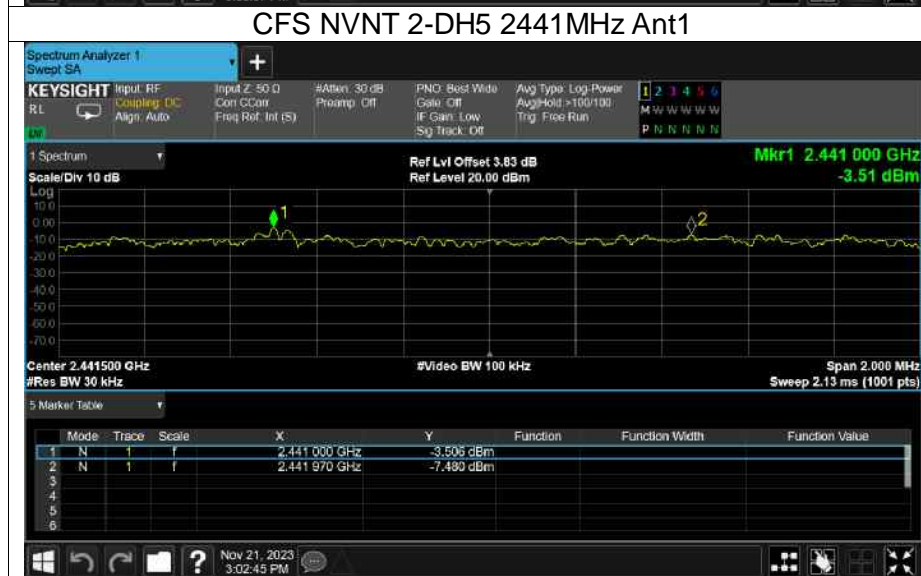 CFS NVNT 2-DH5 2441MHz Ant1
Spectrum Analyzer 1
Swept SA
+
KEYSIGHT Input: RF Input Z: 50 Ω #Atten: 30 dB PNO: Best Wide Avg Type: Log-Power 1 2 3 4 5 6
RL Coupling: DC Corr CCorr Preamp: Off Gate: Off Avg|Hold: >100/100 M W W W W W
Align: Auto Freq Ref: Int (S) IF Gain: Low Trig: Free Run
Sig Track: Off P N N N N N
1 Spectrum Ref Lvl Offset 3.83 dB Mkr1 2.441 000 GHz
Scale/Div 10 dB Ref Level 20.00 dBm -3.51 dBm
Log
10.0
0.00
-10.0
-20.0
-30.0
-40.0
-50.0
-60.0
-70.0
1
2
Center 2.441500 GHz #Video BW 100 kHz Span 2.000 MHz
#Res BW 30 kHz Sweep 2.13 ms (1001 pts)
5 Marker Table
Mode Trace Scale X Y Function Function Width Function Value
1 N 1 f 2.441 000 GHz -3.506 dBm
2 N 1 f 2.441 970 GHz -7.480 dBm
3
4
5
6
? Nov 21, 2023
3:02:45 PM